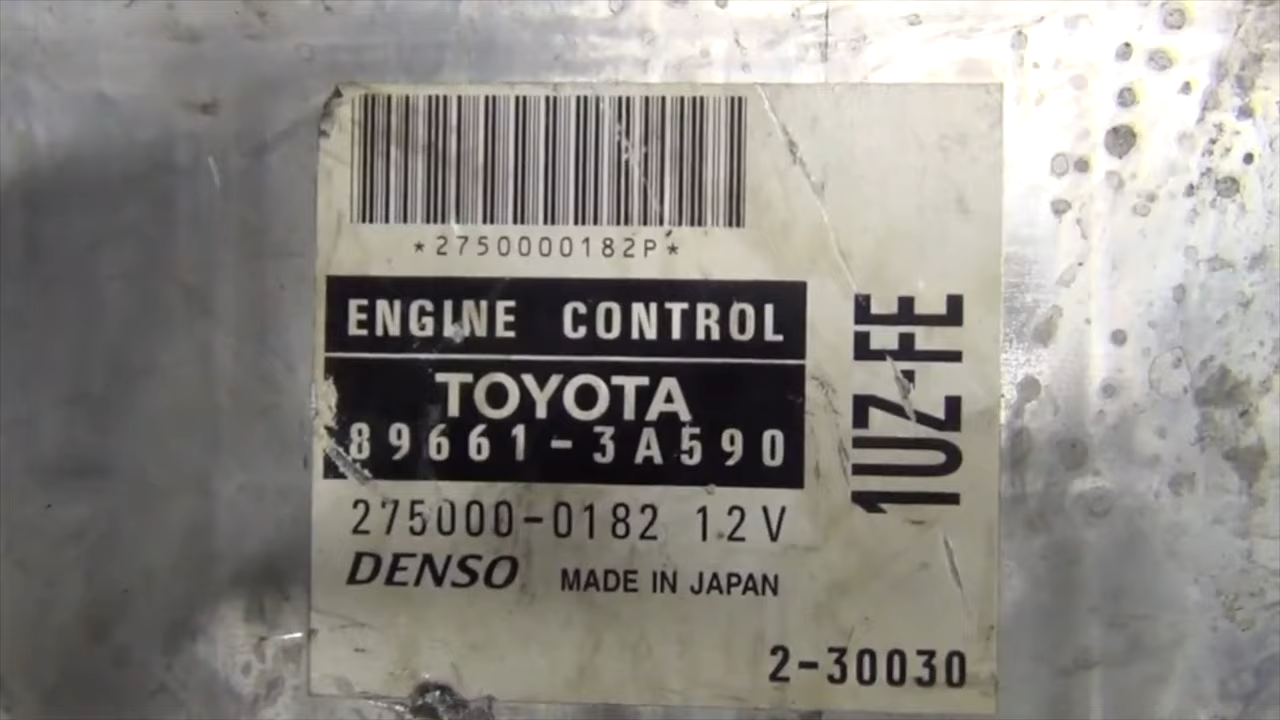 *2750000182P*
ENGINE CONTROL
TOYOTA
89661-3A590
275000-0182 12V
DENSO MADE IN JAPAN
1UZ-FE
2-30030